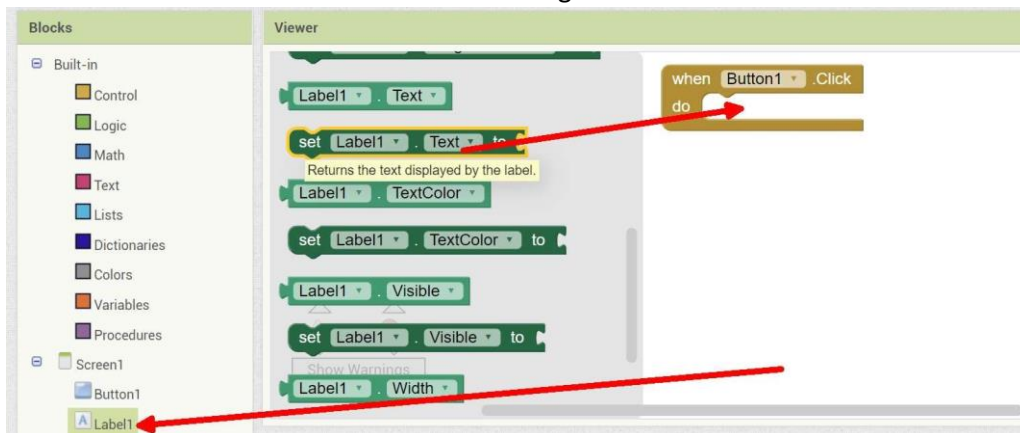 Blocks
Viewer
Built-in
Control
Logic
Math
Text
Lists
Dictionaries
Colors
Variables
Procedures
Screen1
Button1
Label1
Label1 . Text
set Label1 . Text to
Returns the text displayed by the label.
Label1 . TextColor
set Label1 . TextColor to
Label1 . Visible
set Label1 . Visible to
Show Warnings
Label1 . Width
when Button1 .Click
do